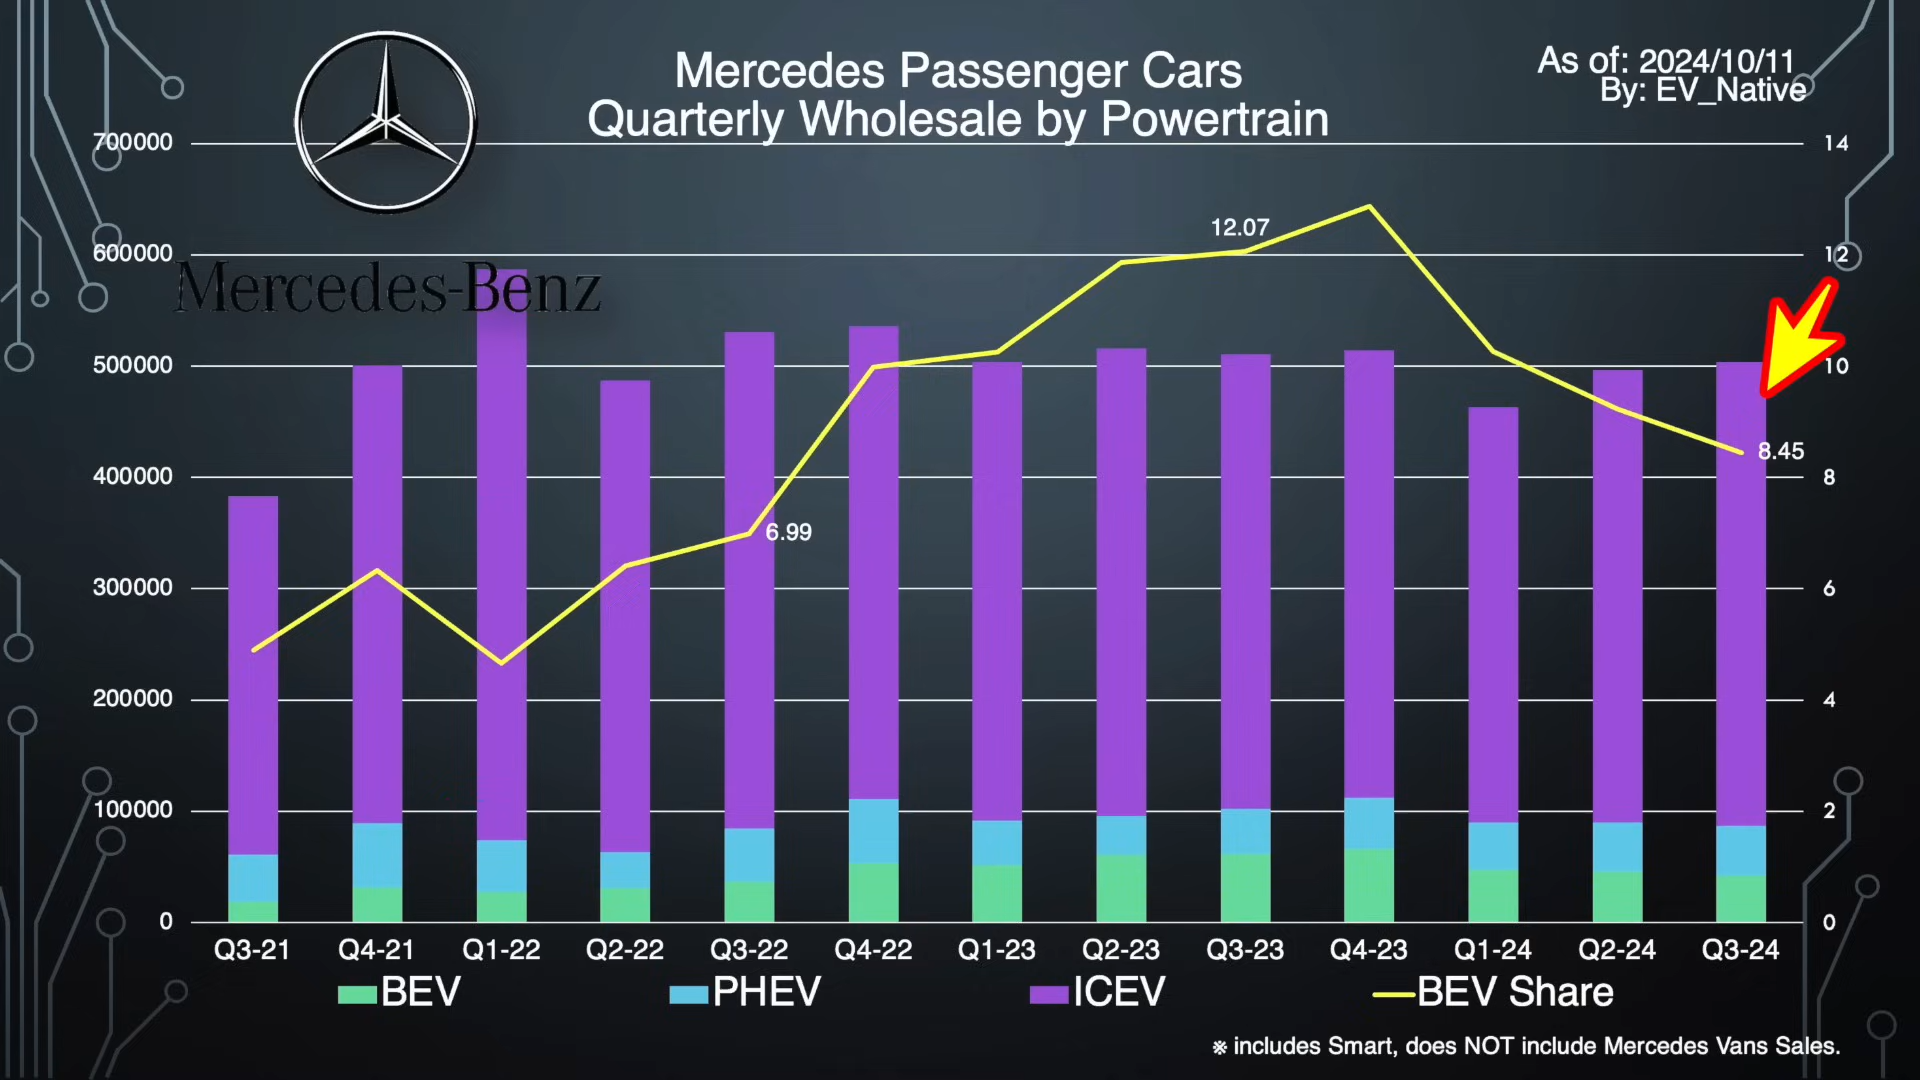 Mercedes Passenger Cars
Quarterly Wholesale by Powertrain
As of: 2024/10/11
By: EV_Native
Mercedes-Benz
700000
600000
500000
400000
300000
200000
100000
0
14
12
10
8
6
4
2
0
6.99
12.07
8.45
Q3-21 Q4-21 Q1-22 Q2-22 Q3-22 Q4-22 Q1-23 Q2-23 Q3-23 Q4-23 Q1-24 Q2-24 Q3-24
BEV PHEV ICEV BEV Share
※ includes Smart, does NOT include Mercedes Vans Sales.